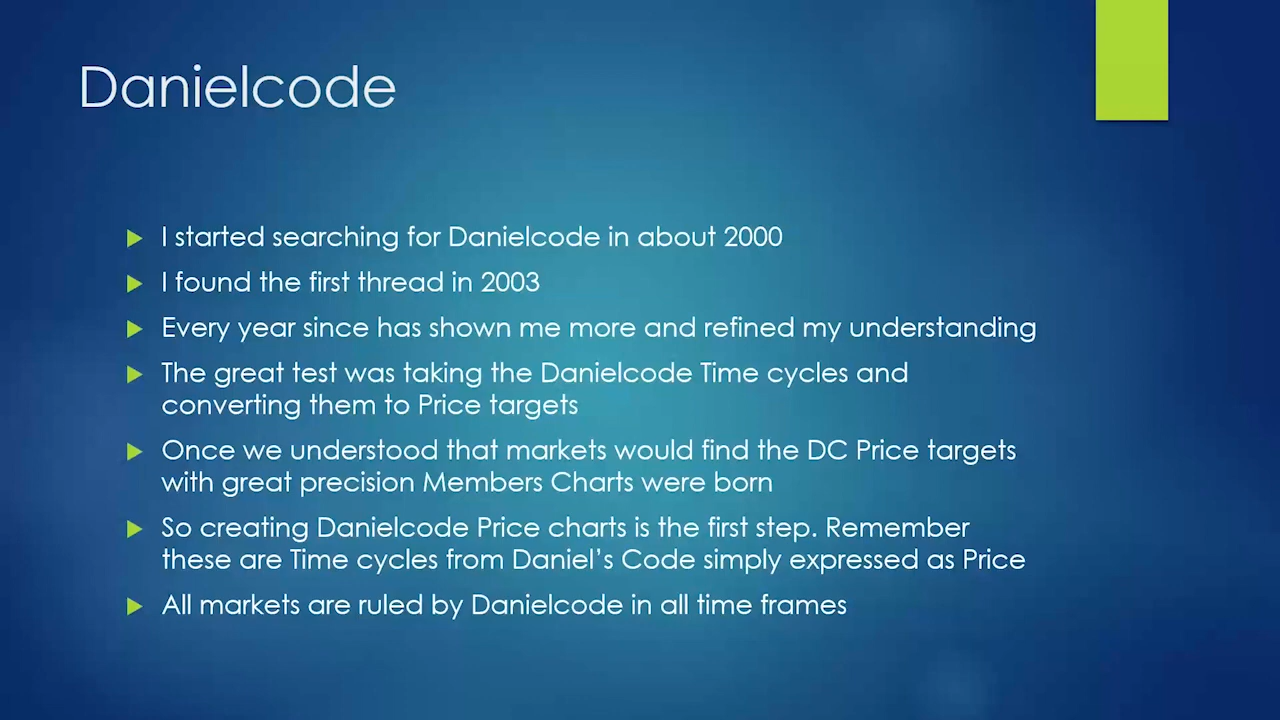 Danielcode
I started searching for Danielcode in about 2000
I found the first thread in 2003
Every year since has shown me more and refined my understanding
The great test was taking the Danielcode Time cycles and
converting them to Price targets
Once we understood that markets would find the DC Price targets
with great precision Members Charts were born
So creating Danielcode Price charts is the first step. Remember
these are Time cycles from Daniel’s Code simply expressed as Price
All markets are ruled by Danielcode in all time frames